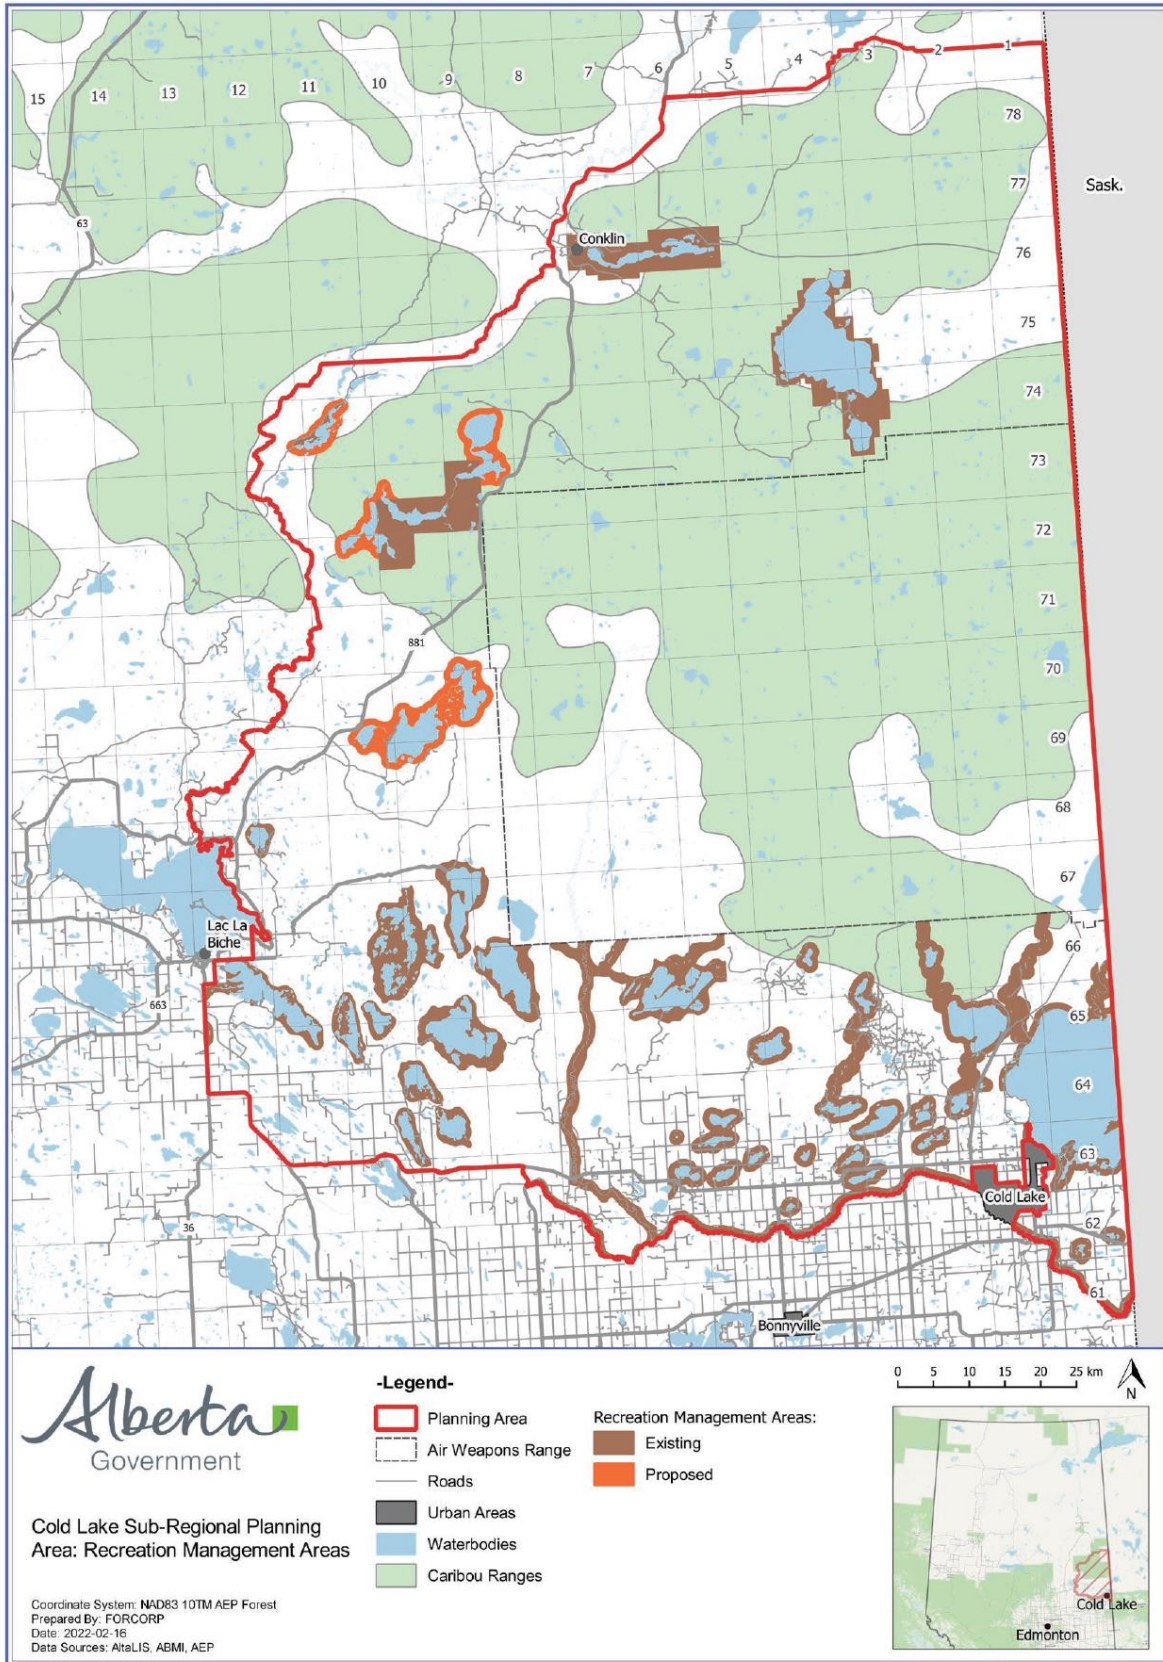 1
2
3
4
5
6
7
8
9
10
11
12
13
14
15
78
77
Sask.
63
Conklin
76
75
74
73
72
71
881
70
69
68
67
Lac La
Biche
66
663
65
64
63
Cold Lake
36
62
61
Bonnyville
Alberta
Government
Cold Lake Sub-Regional Planning
Area: Recreation Management Areas
Coordinate System: NAD83 10TM AEP Forest
Prepared By: FORCORP
Date: 2022-02-16
Data Sources: AltaLIS, ABMI, AEP
-Legend-
Planning Area
Air Weapons Range
Roads
Urban Areas
Waterbodies
Caribou Ranges
Recreation Management Areas:
Existing
Proposed
0 5 10 15 20 25 km
N
Cold Lake
Edmonton